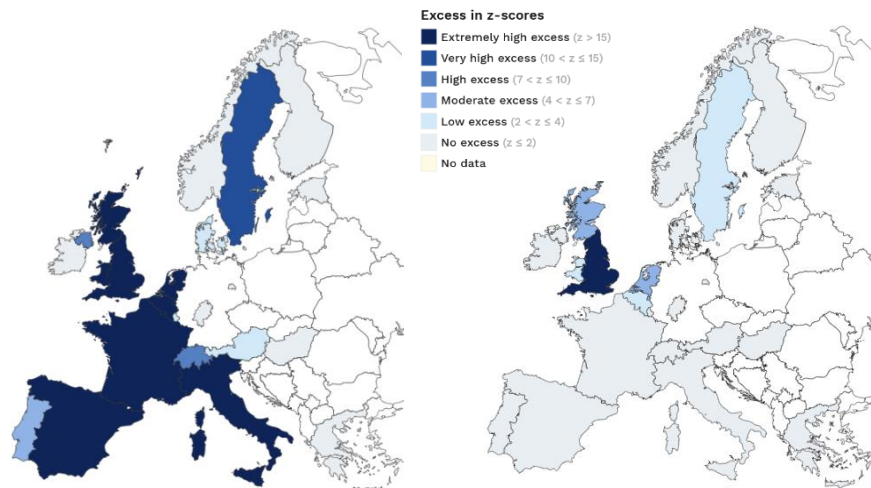 Excess in z-scores
Extremely high excess (z > 15)
Very high excess (10 < z ≤ 15)
High excess (7 < z ≤ 10)
Moderate excess (4 < z ≤ 7)
Low excess (2 < z ≤ 4)
No excess (z ≤ 2)
No data